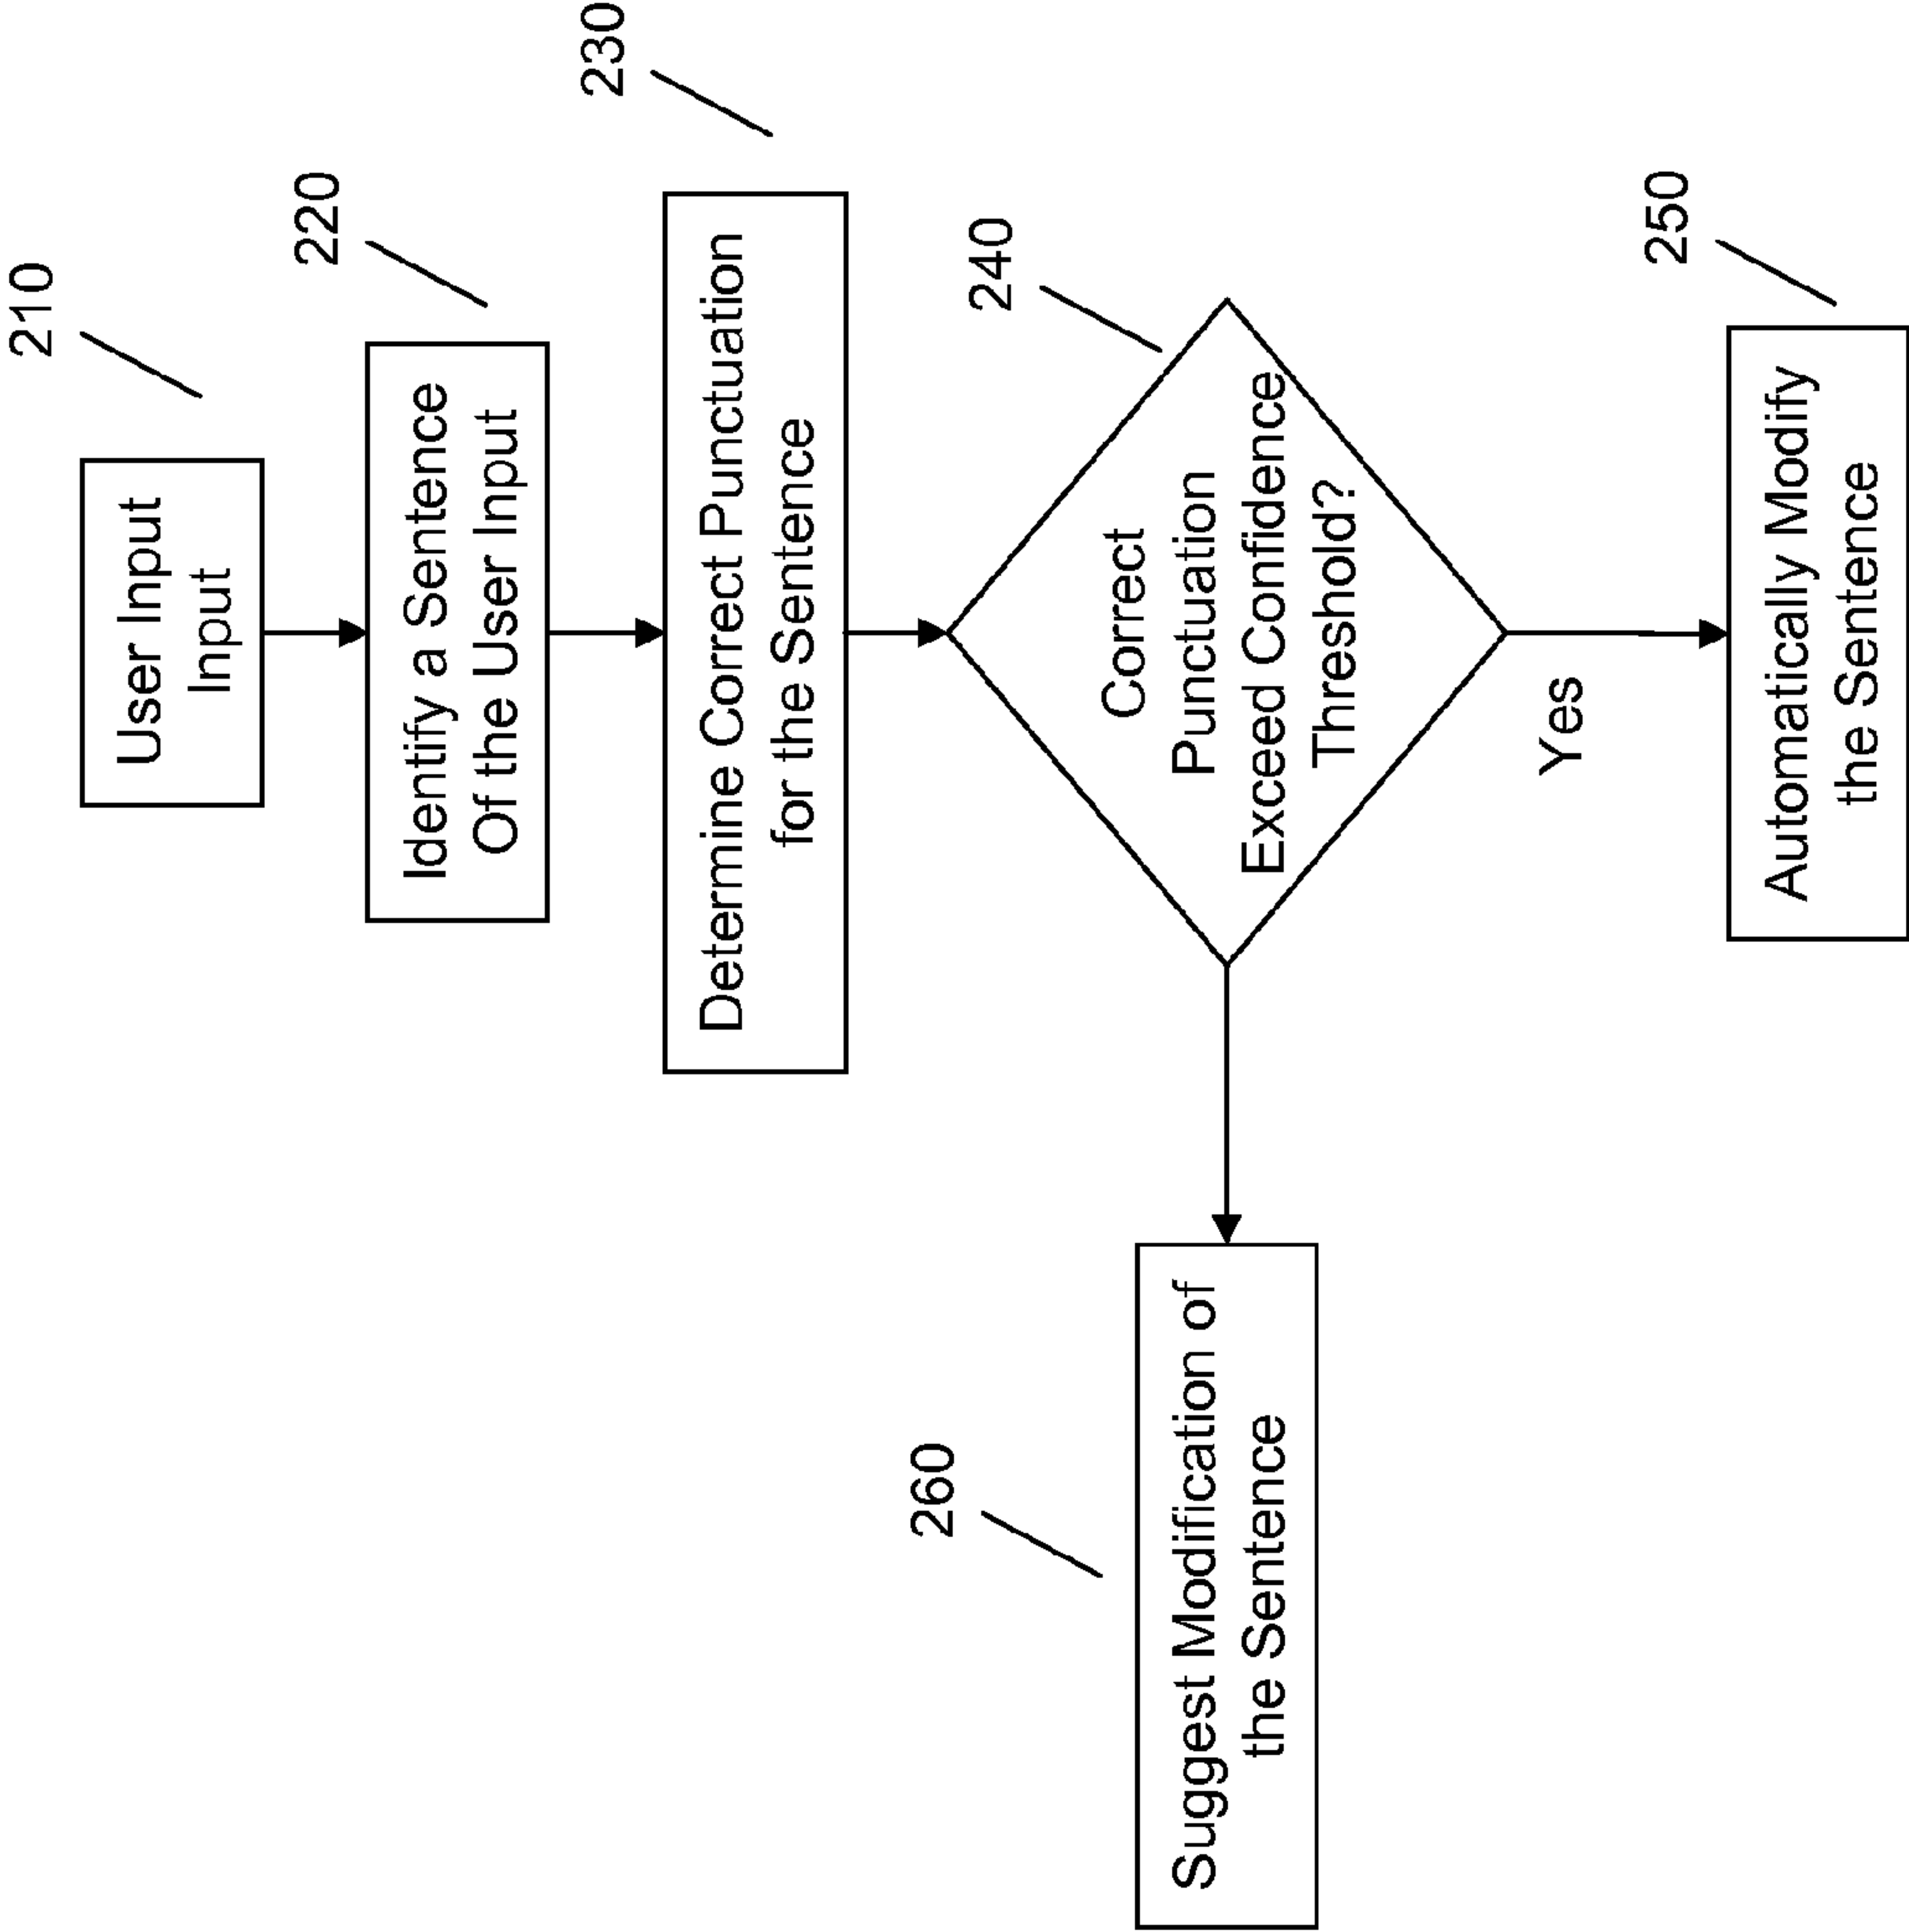 210
User Input
Input
220
Identify a Sentence
Of the User Input
230
Determine Correct Punctuation
for the Sentence
240
Correct
Punctuation
Exceed Confidence
Threshold?
260
Suggest Modification of
the Sentence
Yes
250
Automatically Modify
the Sentence